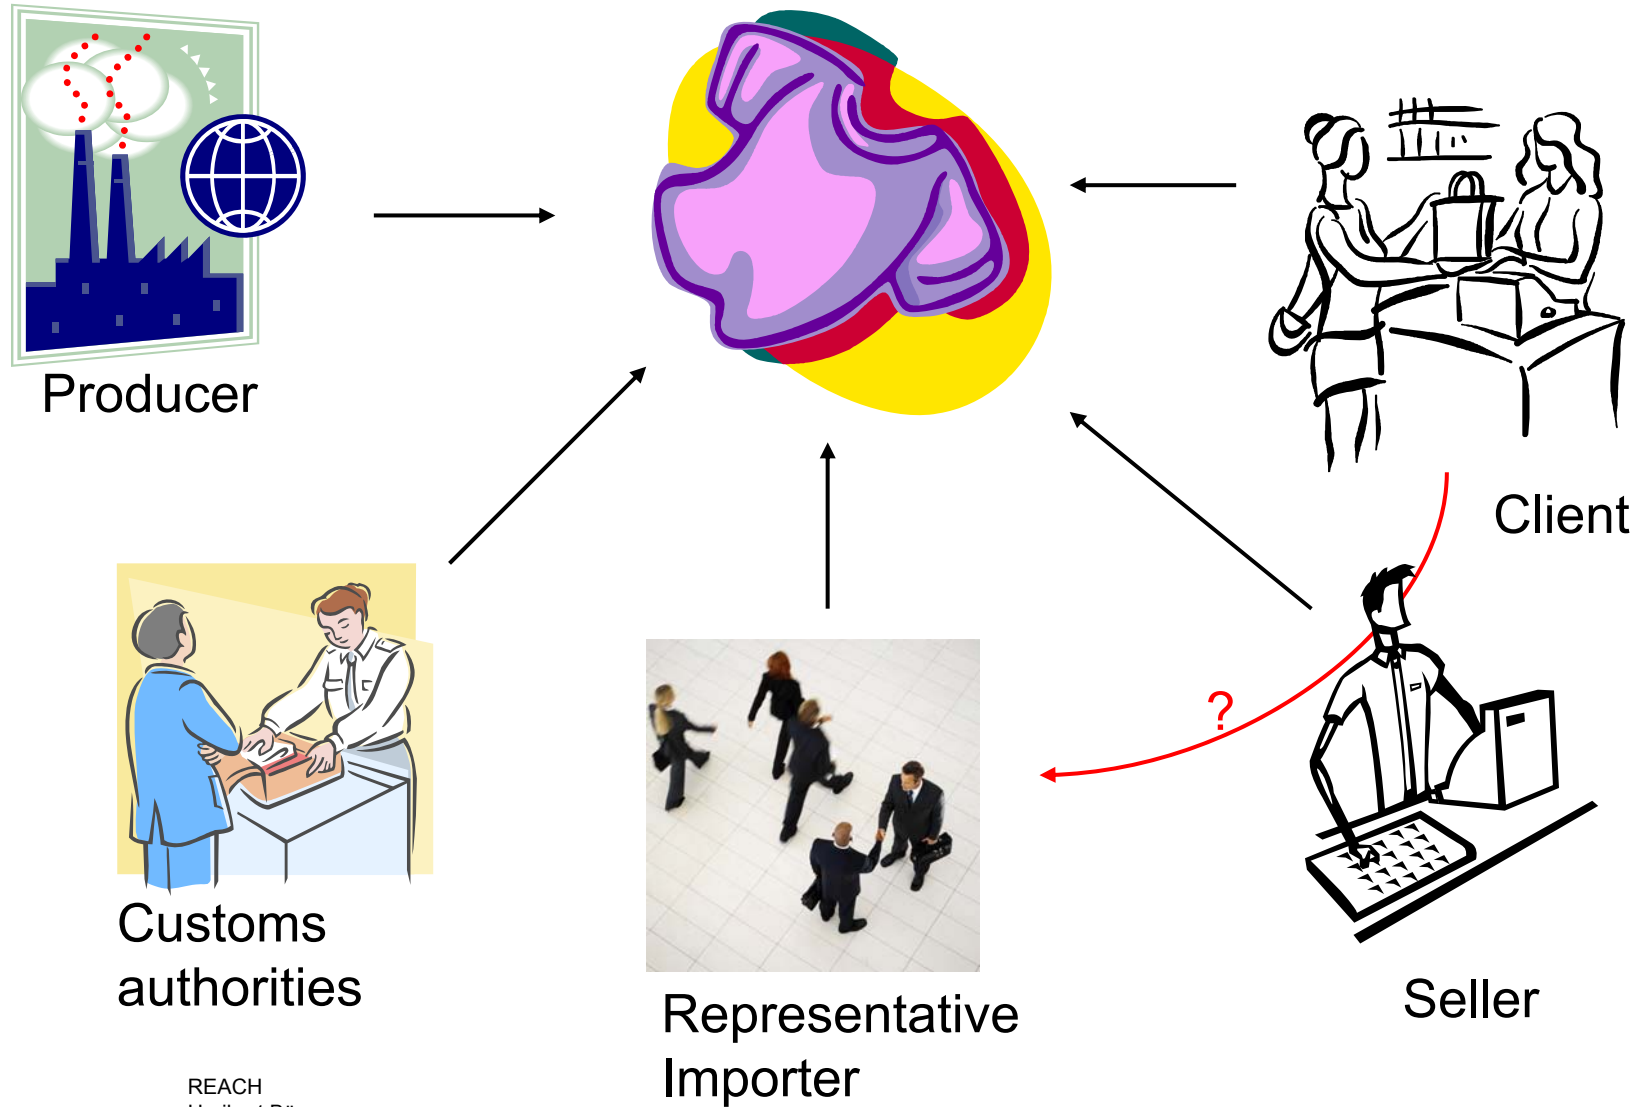 Producer
Client
?
Customs
authorities
Seller
Representative
Importer
REACH